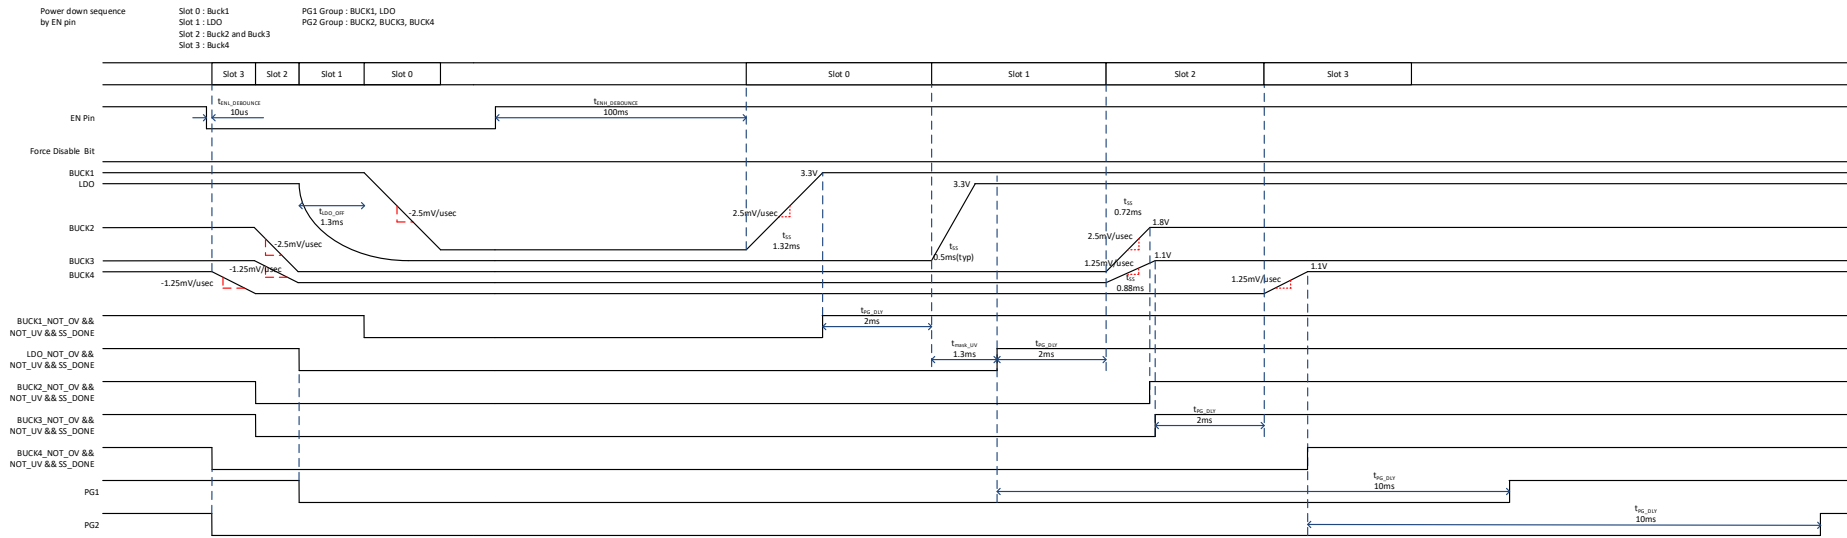 Power down sequence
by EN pin
Slot 0 : Buck1
Slot 1 : LDO
Slot 2 : Buck2 and Buck3
Slot 3 : Buck4
PG1 Group : BUCK1, LDO
PG2 Group : BUCK2, BUCK3, BUCK4
Slot 3
Slot 2
Slot 1
Slot 0
Slot 0
Slot 1
Slot 2
Slot 3
EN Pin
tENL_DEBOUNCE
10us
tENH_DEBOUNCE
100ms
Force Disable Bit
BUCK1
LDO
BUCK2
BUCK3
BUCK4
tLDO_OFF
1.3ms
-2.5mV/usec
-2.5mV/usec
-1.25mV/usec
-1.25mV/usec
3.3V
2.5mV/usec
tSS
1.32ms
3.3V
tSS
0.5ms(typ)
tSS
0.72ms
1.8V
2.5mV/usec
1.1V
1.25mV/usec
tSS
0.88ms
1.1V
1.25mV/usec
BUCK1_NOT_OV &&
NOT_UV && SS_DONE
tPG_DLY
2ms
LDO_NOT_OV &&
NOT_UV && SS_DONE
tmask_UV
1.3ms
tPG_DLY
2ms
BUCK2_NOT_OV &&
NOT_UV && SS_DONE
BUCK3_NOT_OV &&
NOT_UV && SS_DONE
tPG_DLY
2ms
BUCK4_NOT_OV &&
NOT_UV && SS_DONE
PG1
tPG_DLY
10ms
PG2
tPG_DLY
10ms